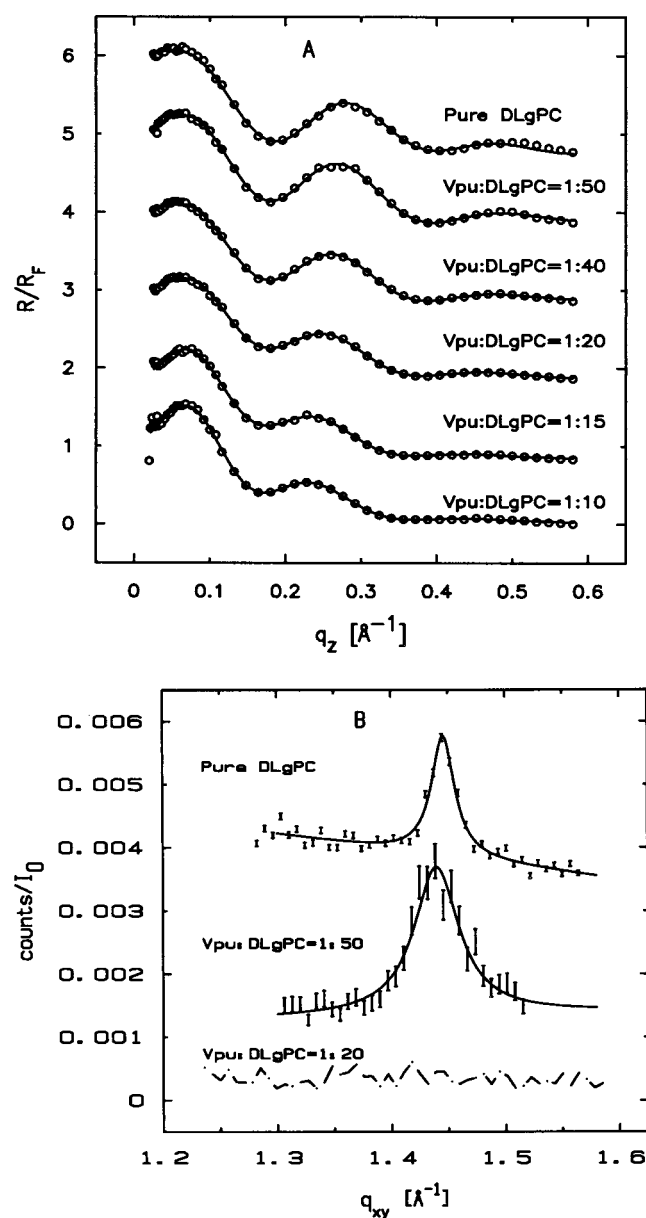 A
6
5
4
3
2
1
0
R/R_F
Pure DLgPC
Vpu:DLgPC=1:50
Vpu:DLgPC=1:40
Vpu:DLgPC=1:20
Vpu:DLgPC=1:15
Vpu:DLgPC=1:10
0 0.1 0.2 0.3 0.4 0.5 0.6
q_z [Å⁻¹]
B
0.006
0.005
0.004
0.003
0.002
0.001
0
counts/I_0
Pure DLgPC
Vpu:DLgPC=1:50
Vpu:DLgPC=1:20
1.2 1.3 1.4 1.5 1.6
q_xy [Å⁻¹]